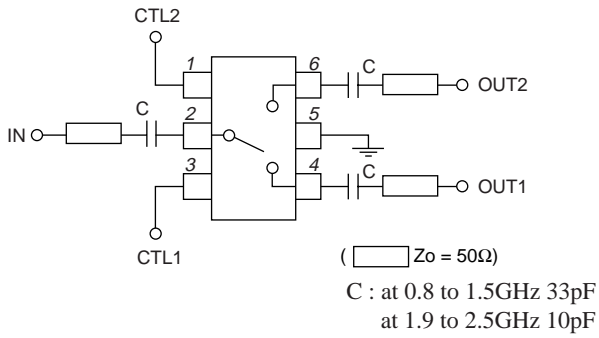 CTL2
1
6
C
OUT2
C
2
5
IN
3
4
C
OUT1
CTL1
( Zo = 50Ω)
C : at 0.8 to 1.5GHz 33pF
at 1.9 to 2.5GHz 10pF